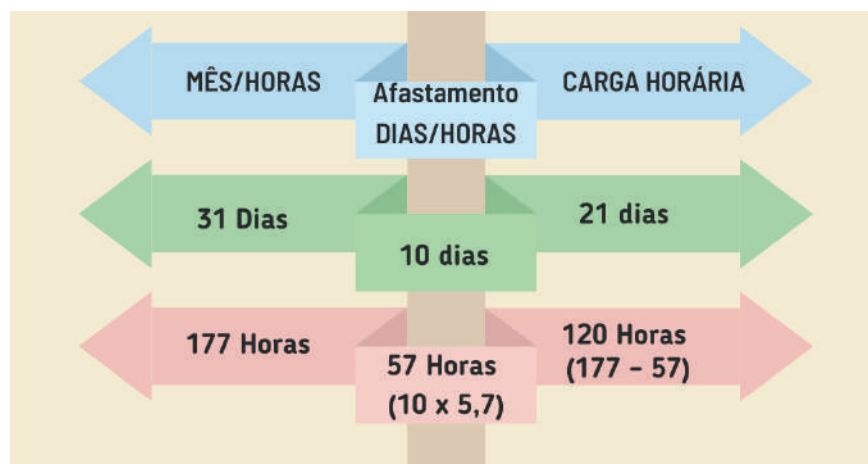 MÊS/HORAS
Afastamento
DIAS/HORAS
CARGA HORÁRIA
31 Dias
10 dias
21 dias
177 Horas
57 Horas
(10 x 5,7)
120 Horas
(177 - 57)